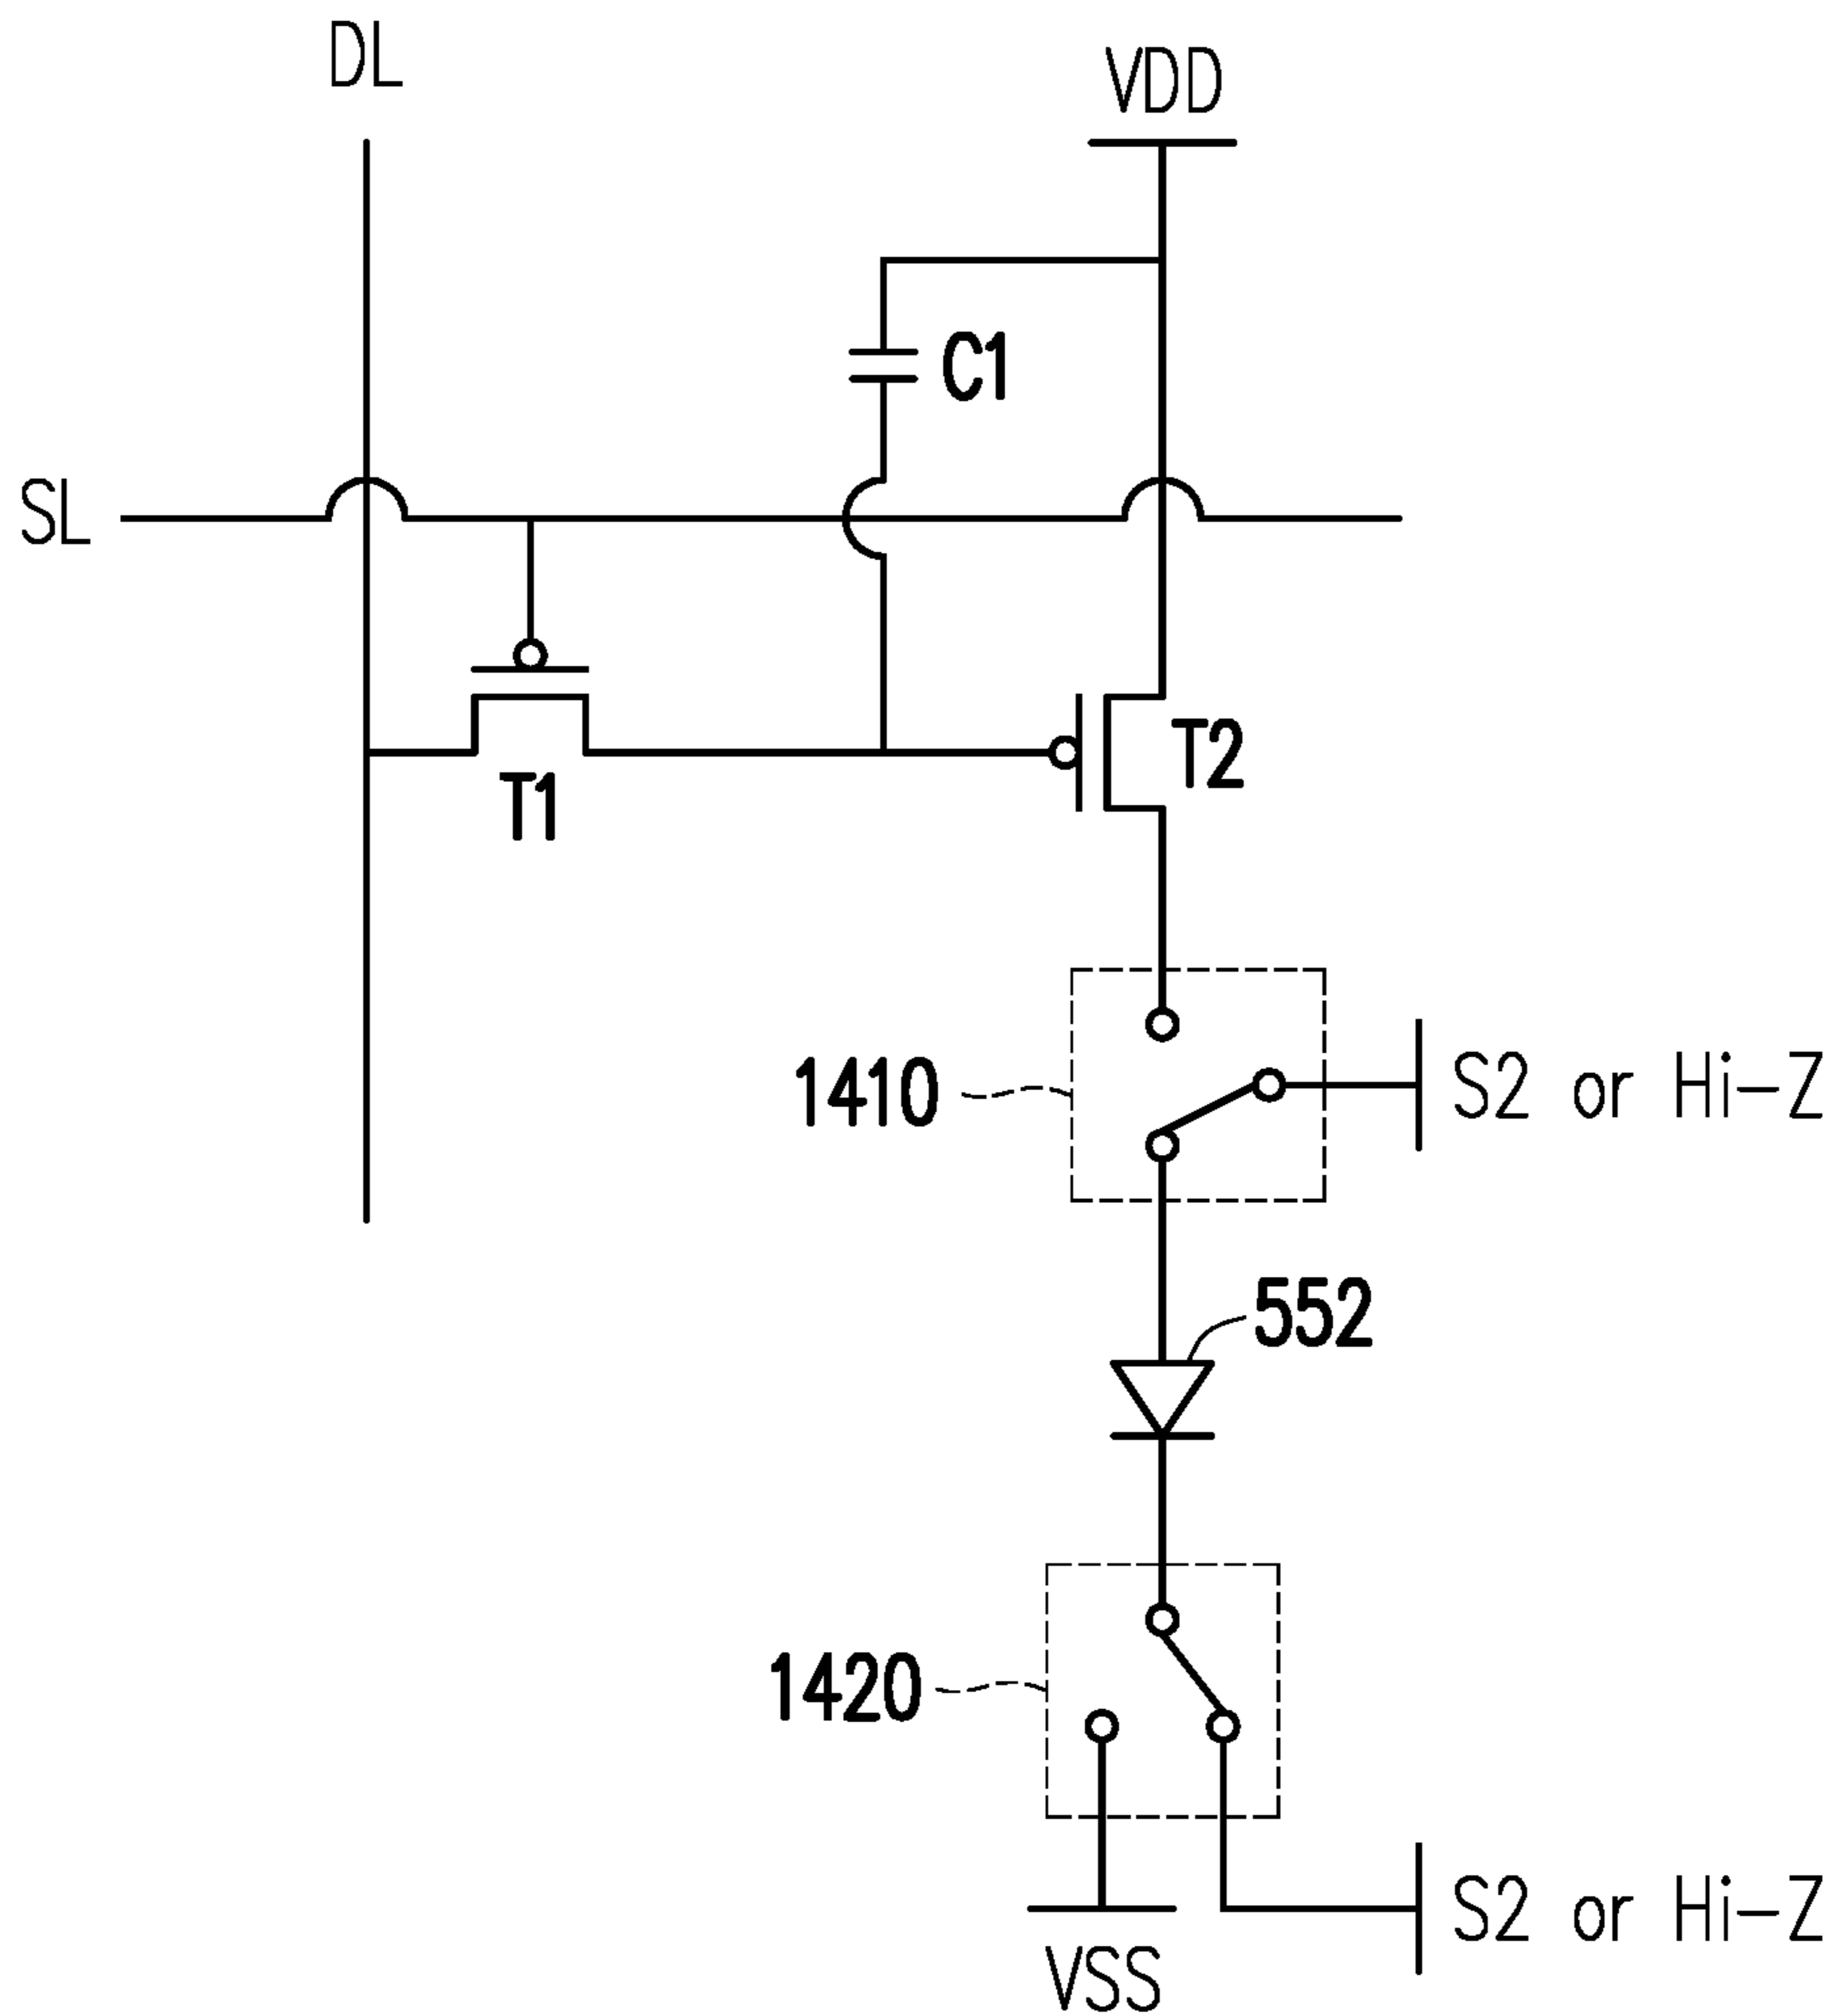 DL
VDD
C1
SL
T2
T1
1410
S2 or Hi-Z
552
1420
S2 or Hi-Z
VSS